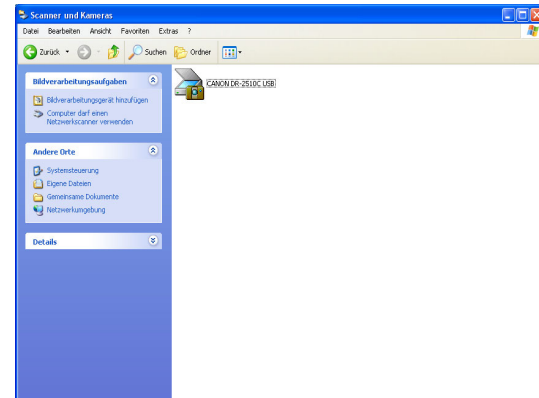 Scanner und Kameras
Datei Bearbeiten Ansicht Favoriten Extras ?
Zurück Suchen Ordner
Bildverarbeitungsaufgaben
Bildverarbeitungsgerät hinzufügen
Computer darf einen
Netzwerkscanner verwenden
Andere Orte
Systemsteuerung
Eigene Dateien
Gemeinsame Dokumente
Netzwerkumgebung
Details
CANON DR-2510C USB